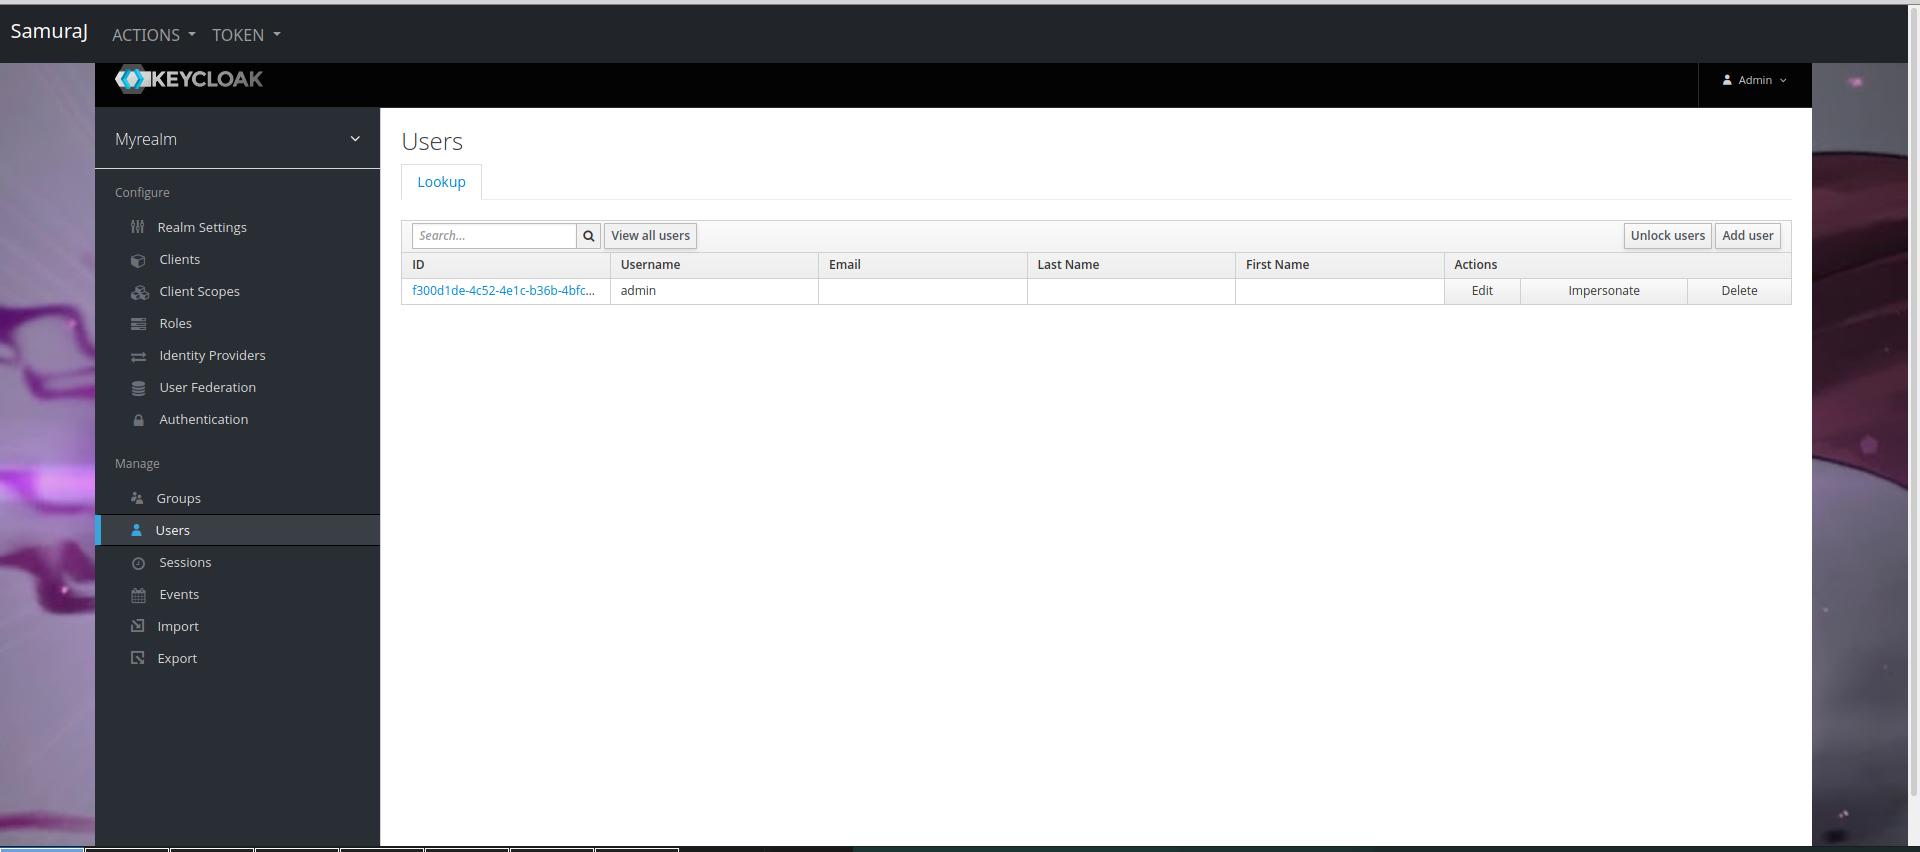 SamuraJ ACTIONS TOKEN
KEYCLOAK Admin
Myrealm
Configure
Realm Settings
Clients
Client Scopes
Roles
Identity Providers
User Federation
Authentication
Manage
Groups
Users
Sessions
Events
Import
Export
Users
Lookup
Search... View all users Unlock users Add user
ID Username Email Last Name First Name Actions
f300d1de-4c52-4e1c-b36b-4bfc... admin Edit Impersonate Delete